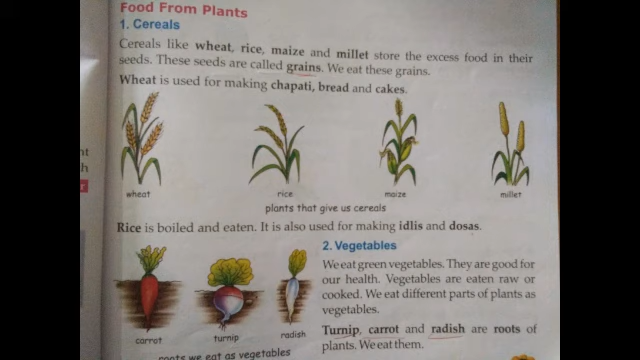 Food From Plants
1. Cereals
Cereals like wheat, rice, maize and millet store the excess food in their
seeds. These seeds are called grains. We eat these grains.
Wheat is used for making chapati, bread and cakes.
wheat
rice
maize
millet
plants that give us cereals
Rice is boiled and eaten. It is also used for making idlis and dosas.
carrot
turnip
radish
roots we eat as vegetables
2. Vegetables
We eat green vegetables. They are good for
our health. Vegetables are eaten raw or
cooked. We eat different parts of plants as
vegetables.
Turnip, carrot and radish are roots of
plants. We eat them.